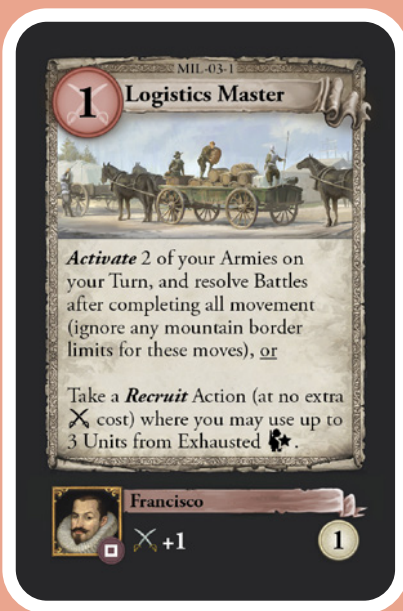 MIL-03-1
1 Logistics Master
Activate 2 of your Armies on
your Turn, and resolve Battles
after completing all movement
(ignore any mountain border
limits for these moves), or
Take a Recruit Action (at no extra
cost) where you may use up to
3 Units from Exhausted .
Francisco
+1 1